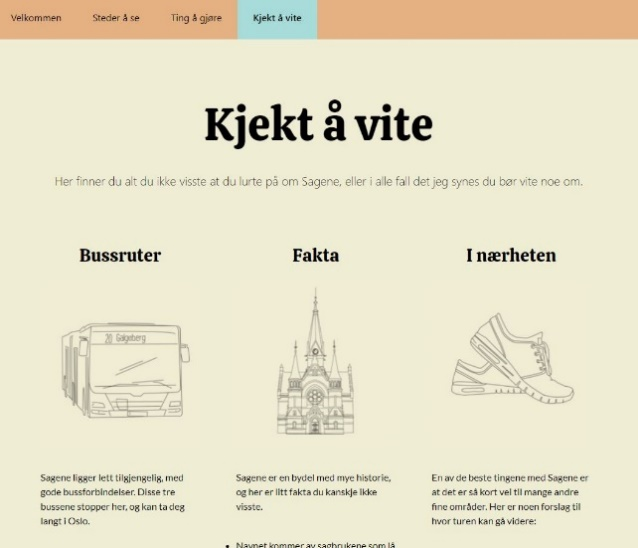 Velkommen
Steder å se
Ting å gjøre
Kjekt å vite
Kjekt å vite
Her finner du alt du ikke visste at du lurte på om Sagene, eller i alle fall det jeg synes du bør vite noe om.
Bussruter
Fakta
I nærheten
20 Galgeberg
Sagene ligger lett tilgjengelig, med
gode bussforbindelser. Disse tre
bussene stopper her, og kan ta deg
langt i Oslo.
Sagene er en bydel med mye historie,
og her er litt fakta du kanskje ikke
visste.
• Navnet kommer av sagbrukene som lå
En av de beste tingene med Sagene er
at det er så kort vei til mange andre
fine områder. Her er noen forslag til
hvor turen kan gå videre: